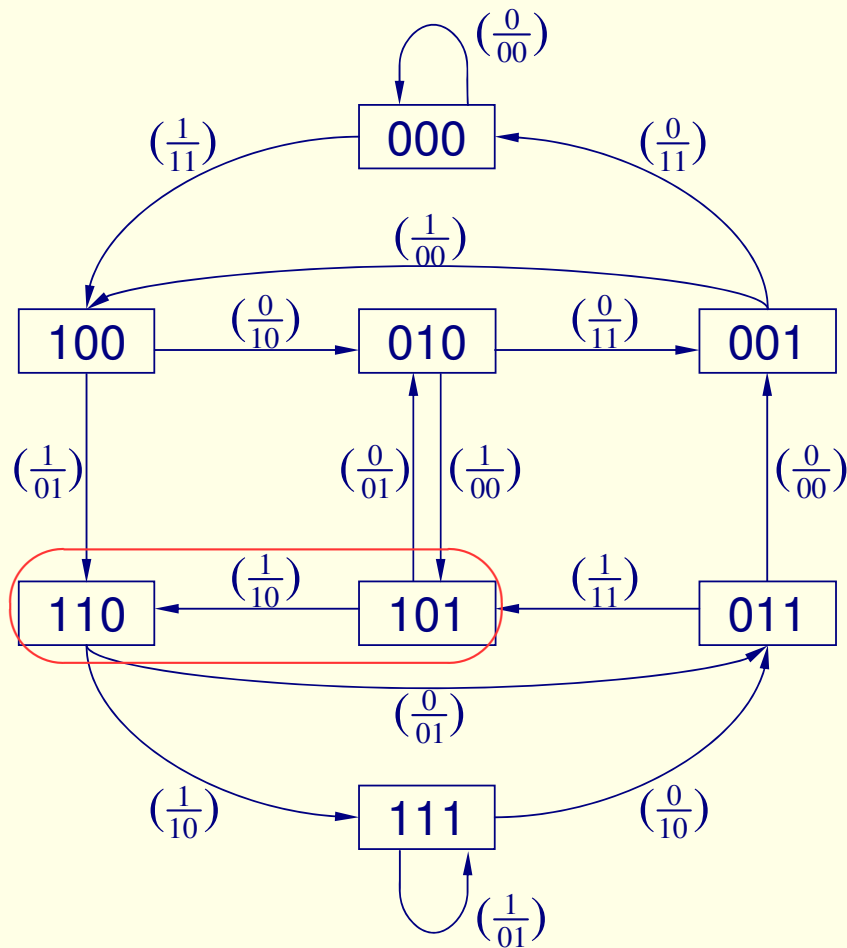 (0/00)
(1/11) 000 (0/11)
(1/00)
100 (0/10) 010 (0/11) 001
(1/01) (0/01) (1/00) (0/00)
110 (1/10) 101 (1/11) 011
(0/01)
(1/10) 111 (0/10)
(1/01)